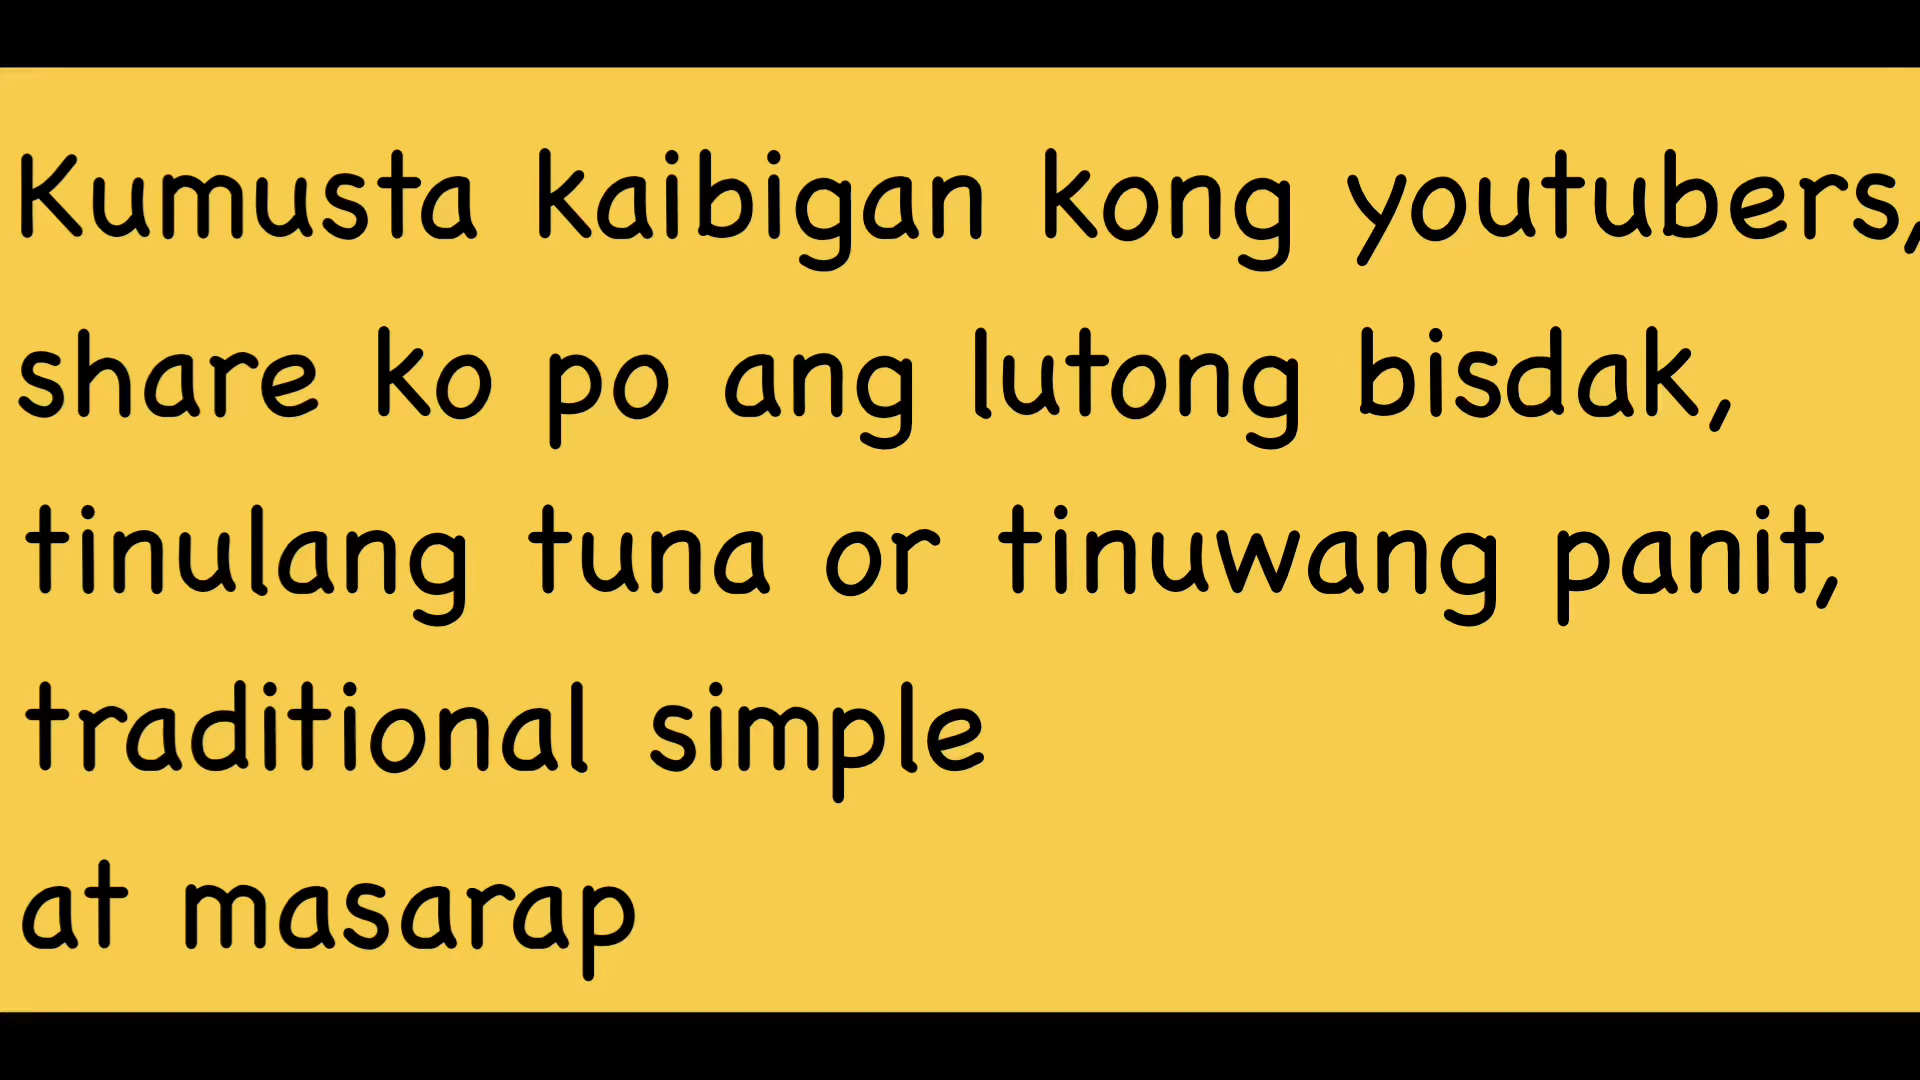 Kumusta kaibigan kong youtubers,
share ko po ang lutong bisdak,
tinulang tuna or tinuwang panit,
traditional simple
at masarap